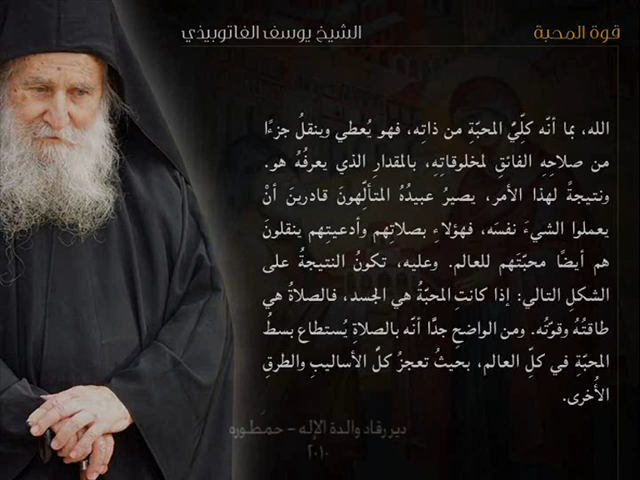 قوة المحبة
الشيخ يوسف الفاتوبيذي
الله، بما أنّه كلّيُّ المحبّةِ من ذاتِه، فهو يُعطي وينقلُ جزءًا
من صلاحِهِ الفائقِ لمخلوقاتِهِ، بالمقدارِ الذي يعرفُهُ هو.
ونتيجةً لهذا الأمر، يصيرُ عبيدُهُ المتألّهونَ قادرينَ أنْ
يعملوا الشيءَ نفسَه، فهؤلاءِ بصلاتِهم وأدعيتِهم ينقلونَ
هم أيضًا محبّتَهم للعالم. وعليه، تكونُ النتيجةُ على
الشكلِ التالي: إذا كانتِ المحبّةُ هي الجسد، فالصلاةُ هي
طاقتُهُ وقوّتُه. ومن الواضحِ جدًّا أنّه بالصلاةِ يُستطاع بسطُ
المحبّة في كلِّ العالم، بحيثُ تعجزُ كلُّ الأساليبِ والطرقِ
الأُخرى.
دير رقاد والدة الإله - حمَطوره
٢٠١٠